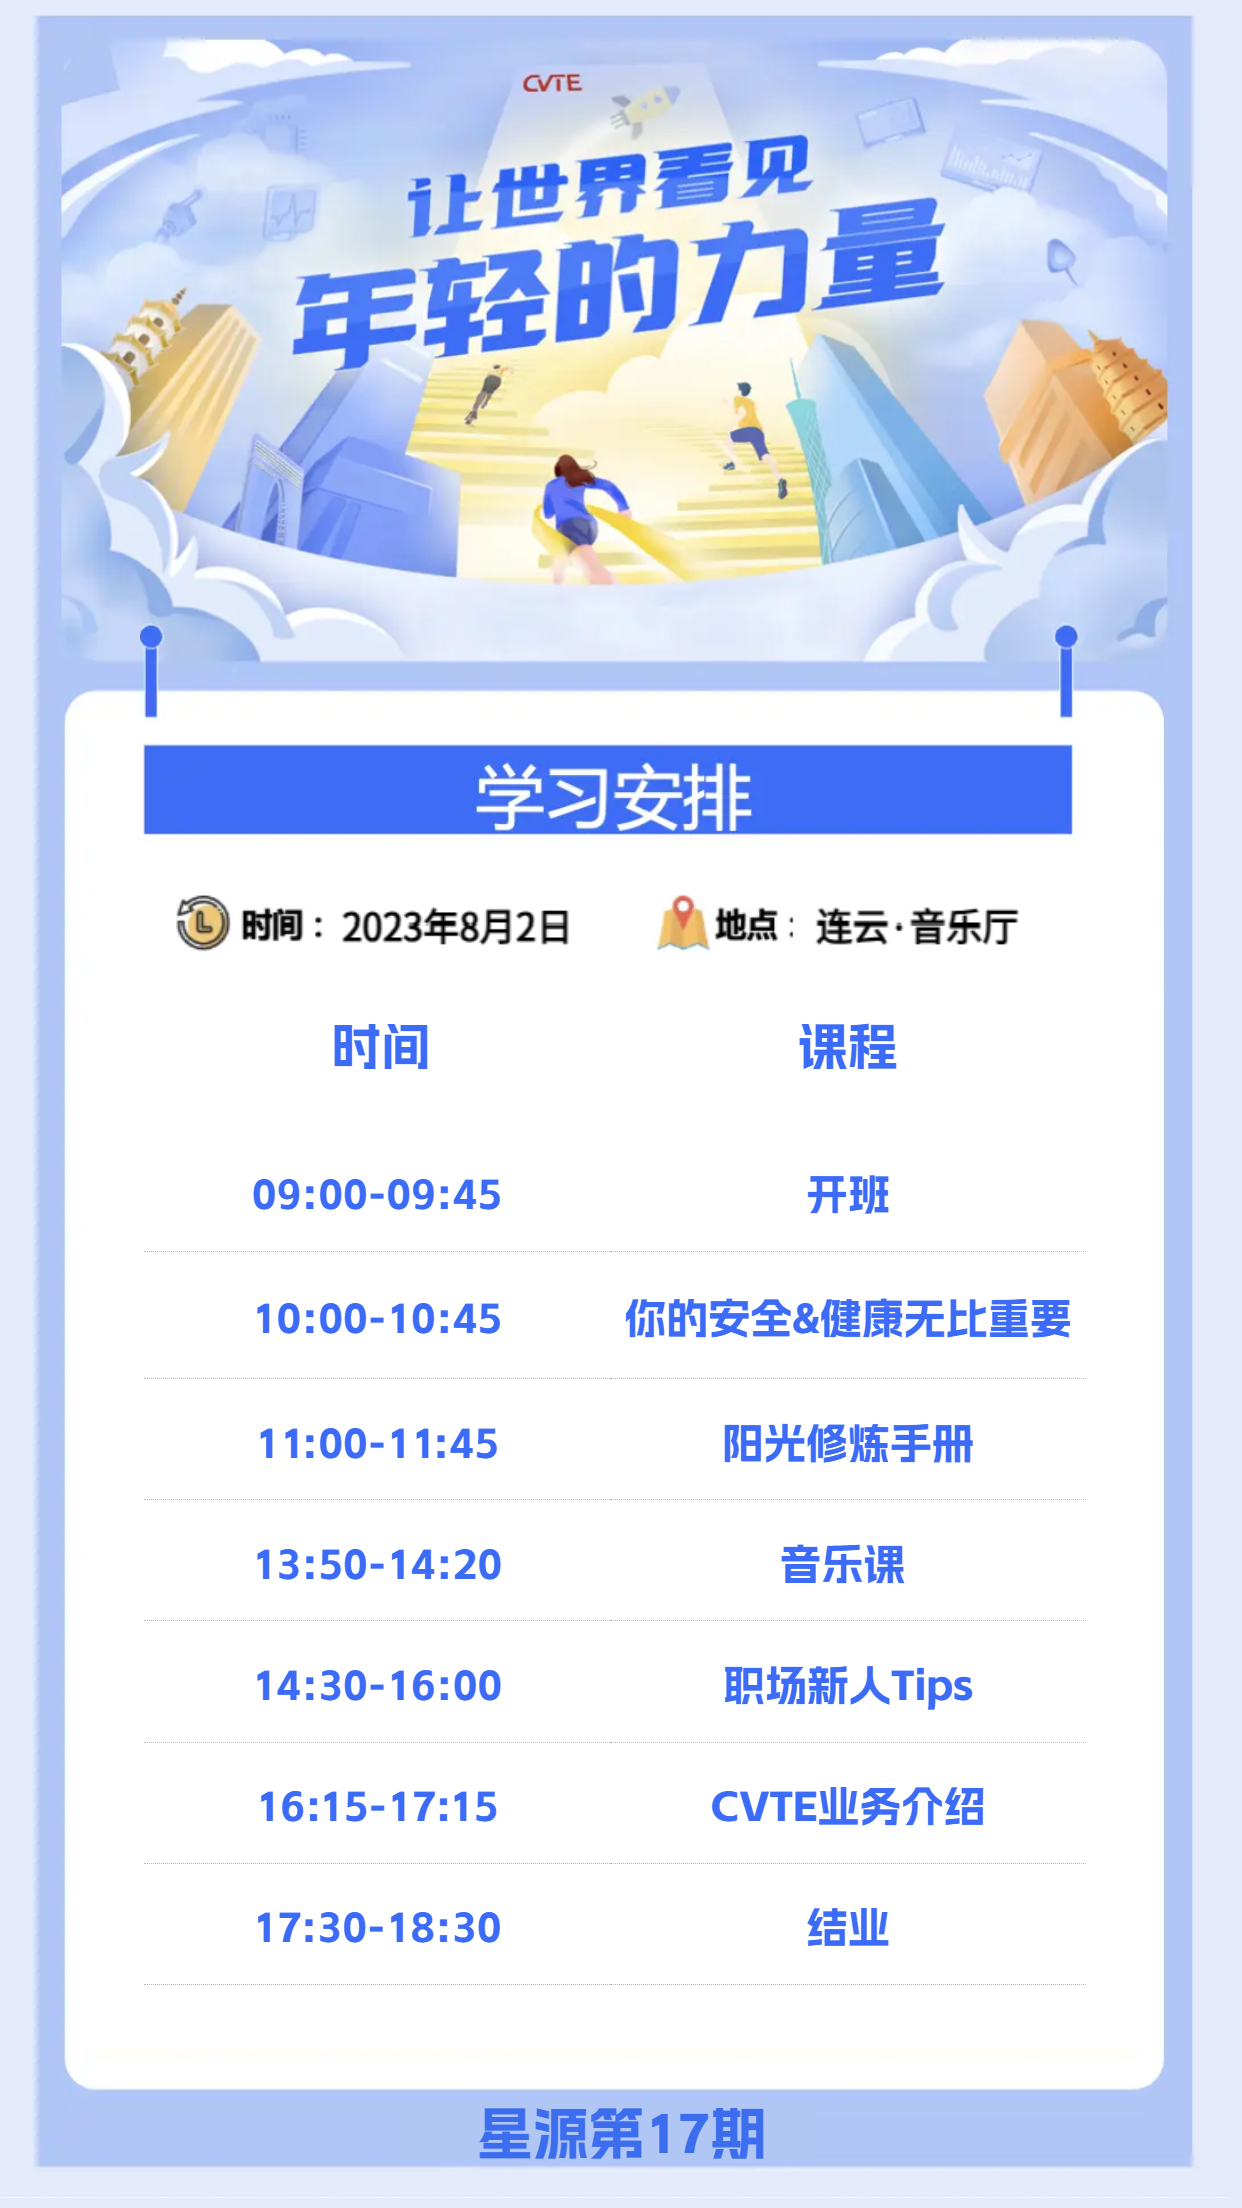 CVTE
让世界看见
年轻的力量
学习安排
时间： 2023年8月2日 地点： 连云·音乐厅
时间 课程
09:00-09:45 开班
10:00-10:45 你的安全&健康无比重要
11:00-11:45 阳光修炼手册
13:50-14:20 音乐课
14:30-16:00 职场新人Tips
16:15-17:15 CVTE业务介绍
17:30-18:30 结业
星源第17期